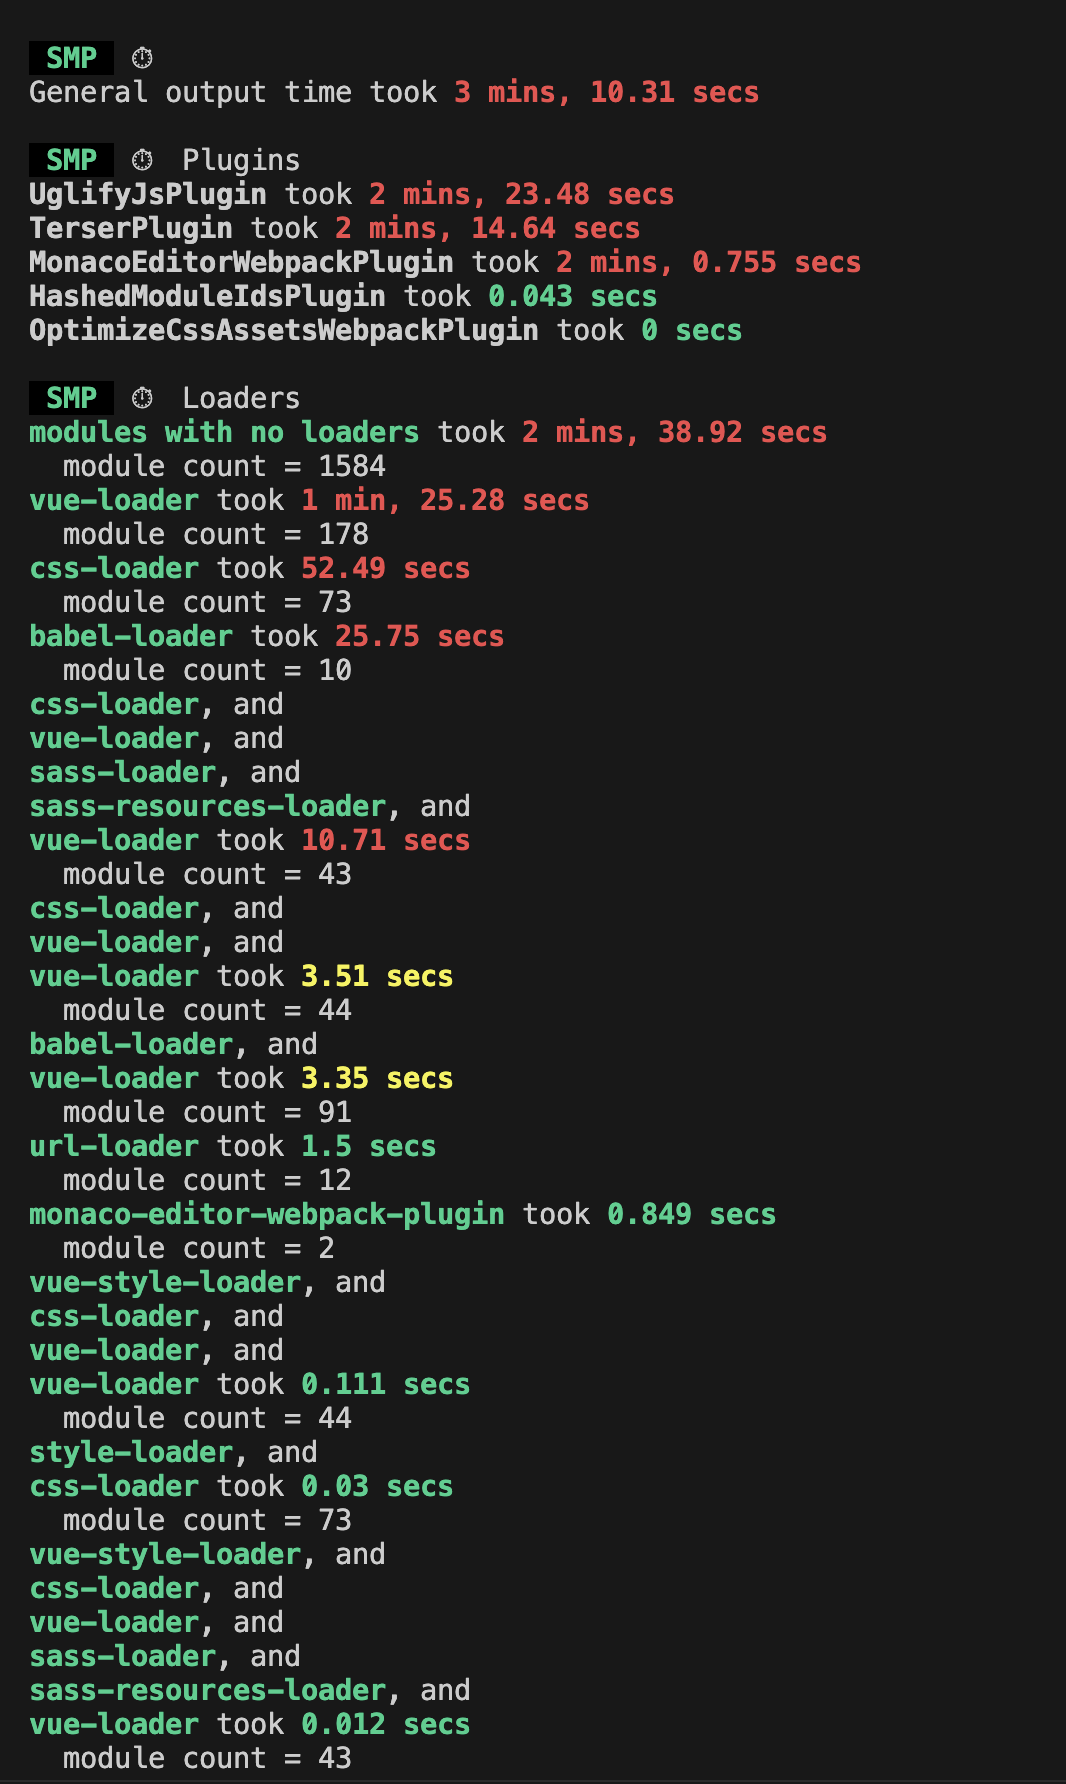 SMP ⏱
General output time took 3 mins, 10.31 secs
SMP ⏱ Plugins
UglifyJsPlugin took 2 mins, 23.48 secs
TerserPlugin took 2 mins, 14.64 secs
MonacoEditorWebpackPlugin took 2 mins, 0.755 secs
HashedModuleIdsPlugin took 0.043 secs
OptimizeCssAssetsWebpackPlugin took 0 secs
SMP ⏱ Loaders
modules with no loaders took 2 mins, 38.92 secs
module count = 1584
vue-loader took 1 min, 25.28 secs
module count = 178
css-loader took 52.49 secs
module count = 73
babel-loader took 25.75 secs
module count = 10
css-loader, and
vue-loader, and
sass-loader, and
sass-resources-loader, and
vue-loader took 10.71 secs
module count = 43
css-loader, and
vue-loader, and
vue-loader took 3.51 secs
module count = 44
babel-loader, and
vue-loader took 3.35 secs
module count = 91
url-loader took 1.5 secs
module count = 12
monaco-editor-webpack-plugin took 0.849 secs
module count = 2
vue-style-loader, and
css-loader, and
vue-loader, and
vue-loader took 0.111 secs
module count = 44
style-loader, and
css-loader took 0.03 secs
module count = 73
vue-style-loader, and
css-loader, and
vue-loader, and
sass-loader, and
sass-resources-loader, and
vue-loader took 0.012 secs
module count = 43